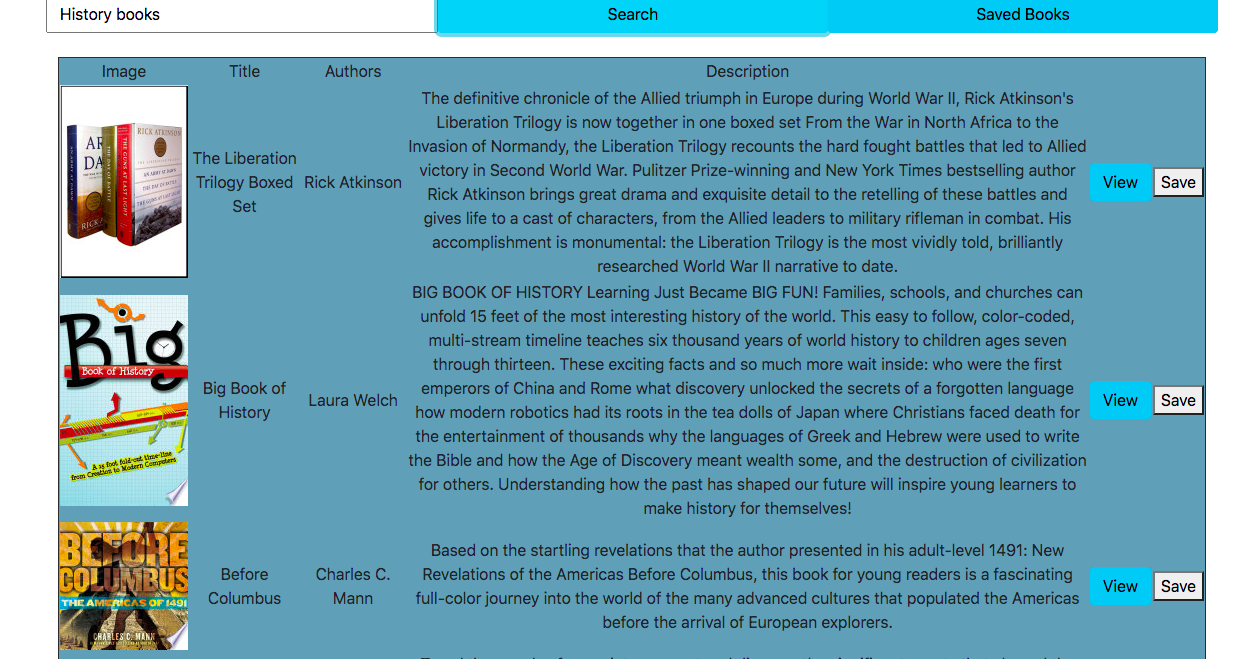 History books
Search
Saved Books
Image
Title
Authors
Description
RICK ATKINSON
AN ARMY AT DAWN
THE DAY OF BATTLE
THE GUNS AT LAST LIGHT
The Liberation
Trilogy Boxed
Set
Rick Atkinson
The definitive chronicle of the Allied triumph in Europe during World War II, Rick Atkinson's
Liberation Trilogy is now together in one boxed set From the War in North Africa to the
Invasion of Normandy, the Liberation Trilogy recounts the hard fought battles that led to Allied
victory in Second World War. Pulitzer Prize-winning and New York Times bestselling author
Rick Atkinson brings great drama and exquisite detail to the retelling of these battles and
gives life to a cast of characters, from the Allied leaders to military rifleman in combat. His
accomplishment is monumental: the Liberation Trilogy is the most vividly told, brilliantly
researched World War II narrative to date.
View
Save
Big
Book of History
A 15 foot fold-out time-line
from Creation to Modern Computers
Big Book of
History
Laura Welch
BIG BOOK OF HISTORY Learning Just Became BIG FUN! Families, schools, and churches can
unfold 15 feet of the most interesting history of the world. This easy to follow, color-coded,
multi-stream timeline teaches six thousand years of world history to children ages seven
through thirteen. These exciting facts and so much more wait inside: who were the first
emperors of China and Rome what discovery unlocked the secrets of a forgotten language
how modern robotics had its roots in the tea dolls of Japan where Christians faced death for
the entertainment of thousands why the languages of Greek and Hebrew were used to write
the Bible and how the Age of Discovery meant wealth some, and the destruction of civilization
for others. Understanding how the past has shaped our future will inspire young learners to
make history for themselves!
View
Save
BEFORE
COLUMBUS
THE AMERICAS OF 1491
CHARLES C. MANN
Before
Columbus
Charles C.
Mann
Based on the startling revelations that the author presented in his adult-level 1491: New
Revelations of the Americas Before Columbus, this book for young readers is a fascinating
full-color journey into the world of the many advanced cultures that populated the Americas
before the arrival of European explorers.
View
Save